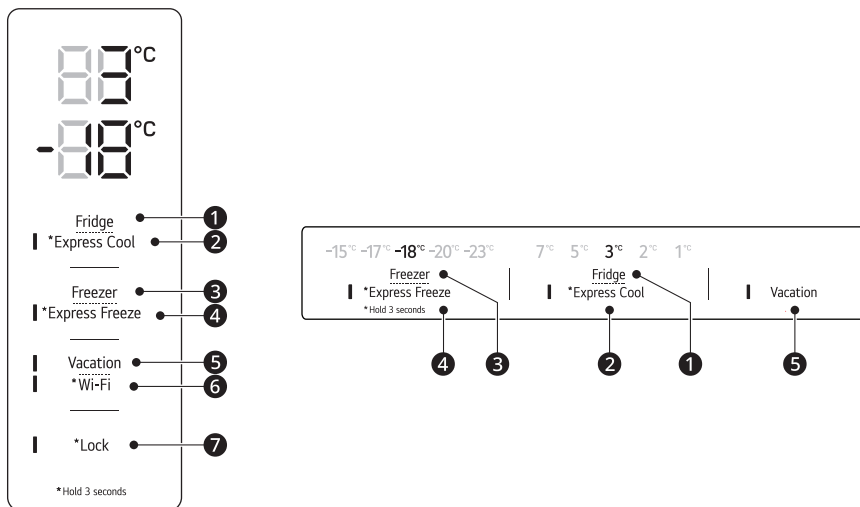 3°C
-18°C
Fridge
*Express Cool
Freezer
*Express Freeze
Vacation
*Wi-Fi
*Lock
*Hold 3 seconds
1
2
3
4
5
6
7
-15°C -17°C -18°C -20°C -23°C 7°C 5°C 3°C 2°C 1°C
Freezer Fridge
*Express Freeze *Express Cool Vacation
*Hold 3 seconds
4 3 2 1 5